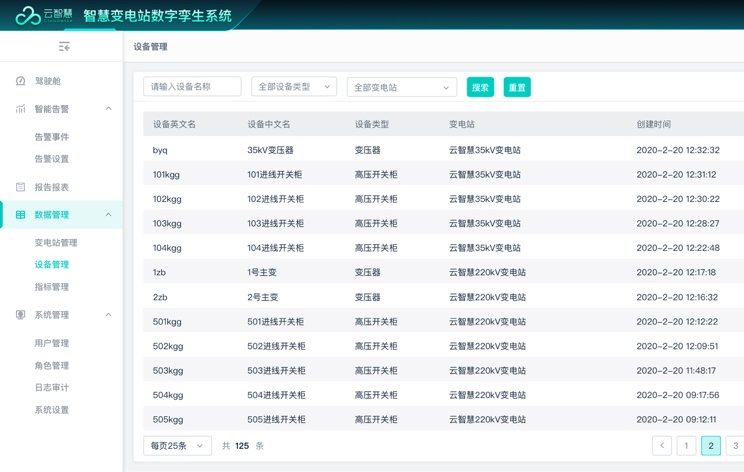 云智慧 智慧变电站数字孪生系统
设备管理
驾驶舱
智能告警
告警事件
告警设置
报告报表
数据管理
变电站管理
设备管理
指标管理
系统管理
用户管理
角色管理
日志审计
系统设置
请输入设备名称 全部设备类型 全部变电站 搜索 重置
设备英文名 设备中文名 设备类型 变电站 创建时间
byq 35kV变压器 变压器 云智慧35kV变电站 2020-2-20 12:32:32
101kgg 101进线开关柜 高压开关柜 云智慧35kV变电站 2020-2-20 12:31:12
102kgg 102进线开关柜 高压开关柜 云智慧35kV变电站 2020-2-20 12:30:22
103kgg 103进线开关柜 高压开关柜 云智慧35kV变电站 2020-2-20 12:28:27
104kgg 104进线开关柜 高压开关柜 云智慧35kV变电站 2020-2-20 12:22:48
1zb 1号主变 变压器 云智慧220kV变电站 2020-2-20 12:17:18
2zb 2号主变 变压器 云智慧220kV变电站 2020-2-20 12:16:32
501kgg 501进线开关柜 高压开关柜 云智慧220kV变电站 2020-2-20 12:12:22
502kgg 502进线开关柜 高压开关柜 云智慧220kV变电站 2020-2-20 12:09:51
503kgg 503进线开关柜 高压开关柜 云智慧220kV变电站 2020-2-20 11:48:17
504kgg 504进线开关柜 高压开关柜 云智慧220kV变电站 2020-2-20 09:17:56
505kgg 505进线开关柜 高压开关柜 云智慧220kV变电站 2020-2-20 09:12:11
每页25条 共 125 条 1 2 3